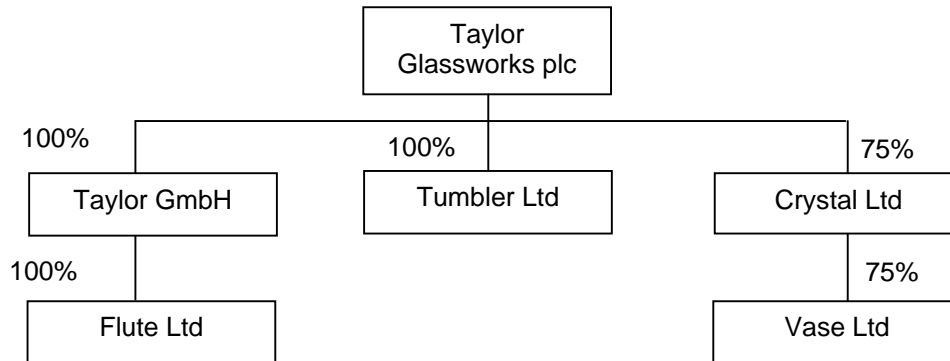 Taylor
Glassworks plc
100%
100%
75%
Taylor GmbH
Tumbler Ltd
Crystal Ltd
100%
75%
Flute Ltd
Vase Ltd